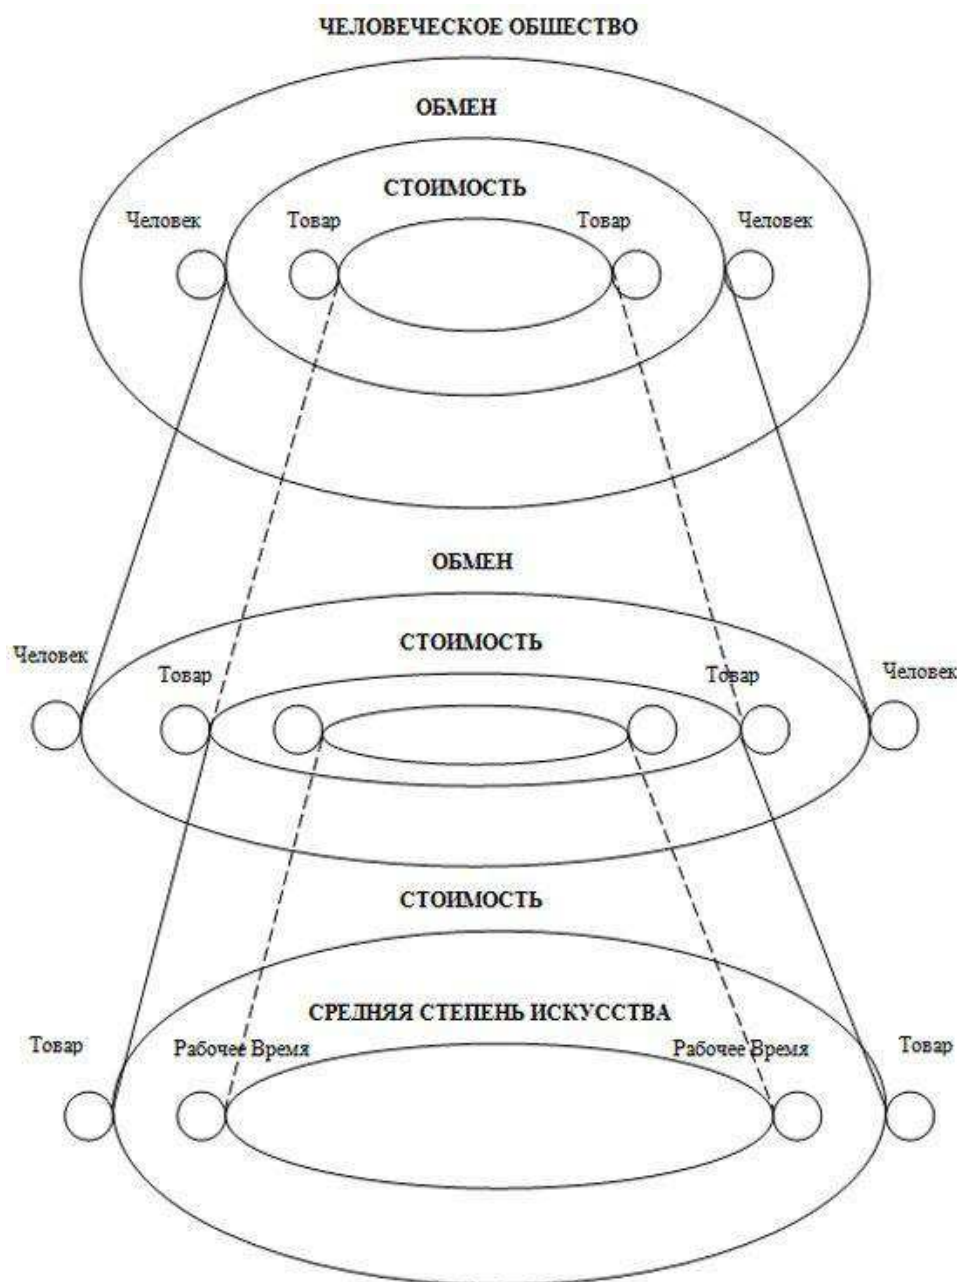 ЧЕЛОВЕЧЕСКОЕ ОБШЕСТВО
ОБМЕН
СТОИМОСТЬ
Человек Товар Товар Человек
ОБМЕН
СТОИМОСТЬ
Человек Товар Товар Человек
СТОИМОСТЬ
СРЕДНЯЯ СТЕПЕНЬ ИСКУССТВА
Товар Рабочее Время Рабочее Время Товар